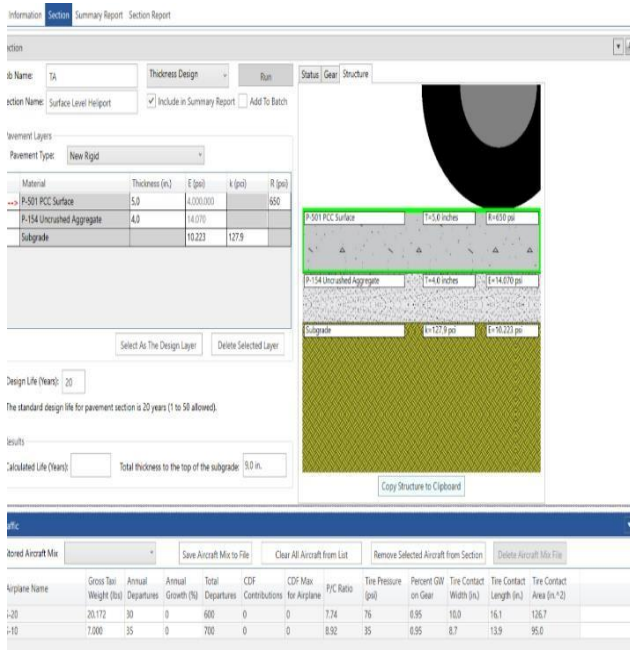 Information Section Summary Report Section Report
ection
ob Name: TA Thickness Design Run Status Gear Structure
ection Name: Surface Level Heliport Include in Summary Report Add To Batch
avement Layers
Pavement Type: New Rigid
Material Thickness (in.) E (psi) k (psi) R (psi)
--> P-501 PCC Surface 5.0 4,000,000 650
P-154 Uncrushed Aggregate 4.0 14,070
Subgrade 10,223 127.9
P-501 PCC Surface T=5.0 inches R=650 psi
P-154 Uncrushed Aggregate T=4.0 inches E=14,070 psi
Subgrade k=127.9 pci E=10,223 psi
Select As The Design Layer Delete Selected Layer
Design Life (Years): 20
The standard design life for pavement section is 20 years (1 to 50 allowed).
esults
Calculated Life (Years): Total thickness to the top of the subgrade: 9.0 in.
Copy Structure to Clipboard
affic
tored Aircraft Mix Save Aircraft Mix to File Clear All Aircraft from List Remove Selected Aircraft from Section Delete Aircraft Mix File
Airplane Name Gross Taxi Weight (lbs) Annual Departures Annual Growth (%) Total Departures CDF Contributions CDF Max for Airplane P/C Ratio Tire Pressure (psi) Percent GW on Gear Tire Contact Width (in.) Tire Contact Length (in.) Tire Contact Area (in.^2)
-20 20,172 30 0 600 0 0 7.74 76 0.95 10.0 16.1 126.7
-10 7,000 35 0 700 0 0 8.92 35 0.95 8.7 13.9 95.0